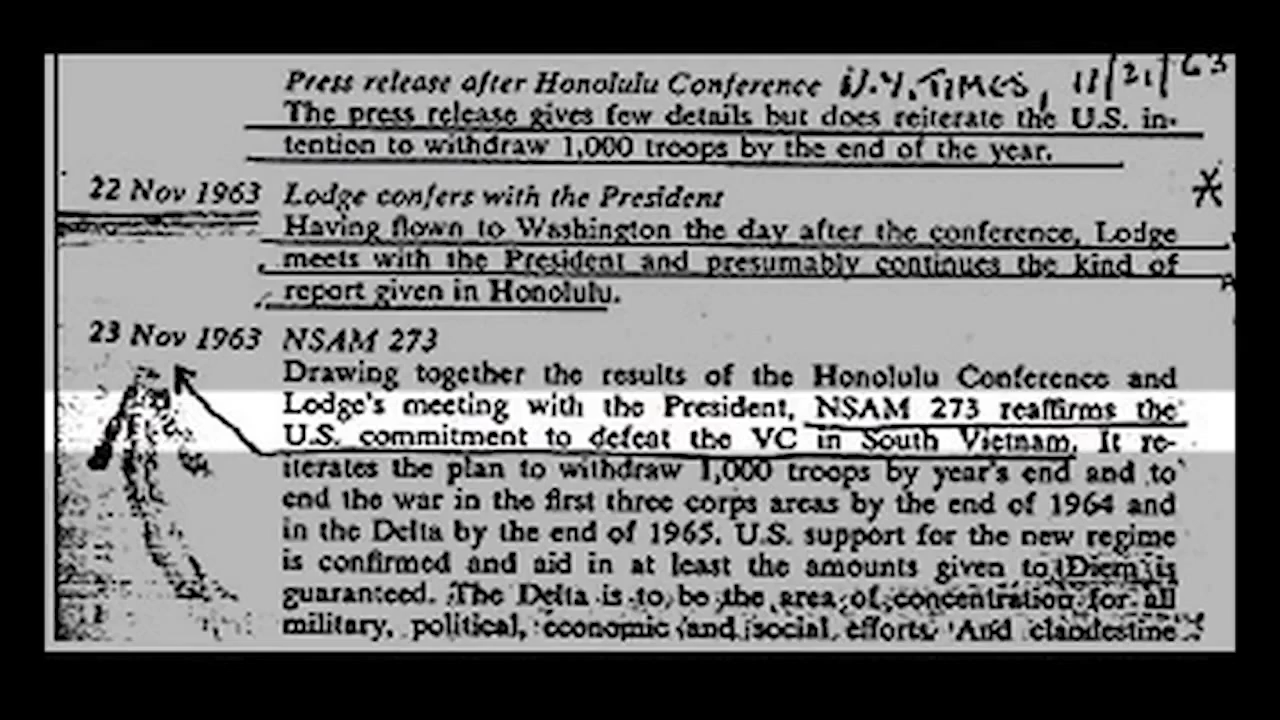 Press release after Honolulu Conference N.Y. TIMES, 11/21/63
The press release gives few details but does reiterate the U.S. in-
tention to withdraw 1,000 troops by the end of the year.
22 Nov 1963 Lodge confers with the President
Having flown to Washington the day after the conference, Lodge
meets with the President and presumably continues the kind of
report given in Honolulu.
23 Nov 1963 NSAM 273
Drawing together the results of the Honolulu Conference and
Lodge's meeting with the President, NSAM 273 reaffirms the
U.S. commitment to defeat the VC in South Vietnam. It re-
iterates the plan to withdraw 1,000 troops by year's end and to
end the war in the first three corps areas by the end of 1964 and
in the Delta by the end of 1965. U.S. support for the new regime
is confirmed and aid in at least the amounts given to Diem is
guaranteed. The Delta is to be the area of concentration for all
military, political, economic and social efforts. And clandestine